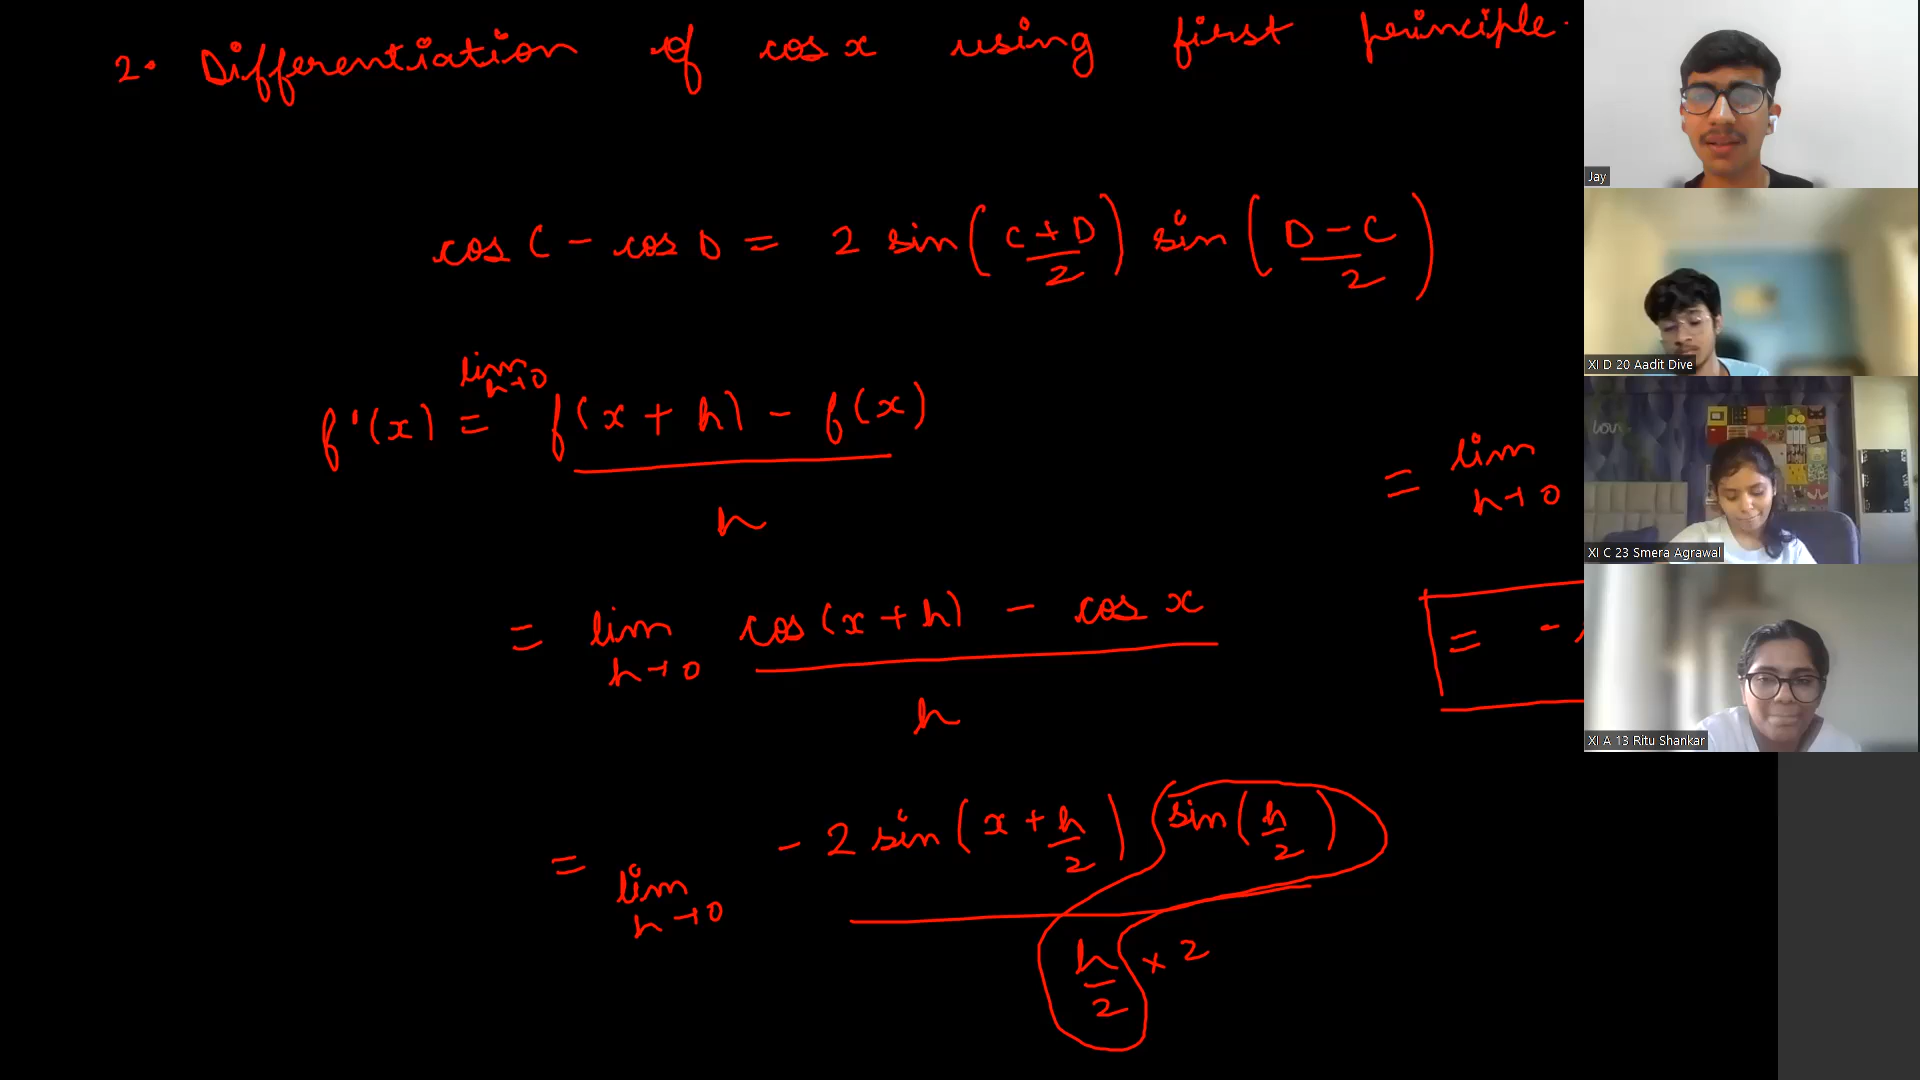 2. Differentiation of cos x using first principle.
cos C - cos D = 2 sin(C+D/2) sin(D-C/2)
f'(x) = lim h→0 f(x+h) - f(x)
h
= lim h→0 cos(x+h) - cos x
h
= lim h→0 -2 sin(x+h/2) sin(h/2)
h/2 × 2
= lim h→0
= -
Jay
XI D 20 Aadit Dive
love
XI C 23 Smera Agrawal
XI A 13 Ritu Shankar